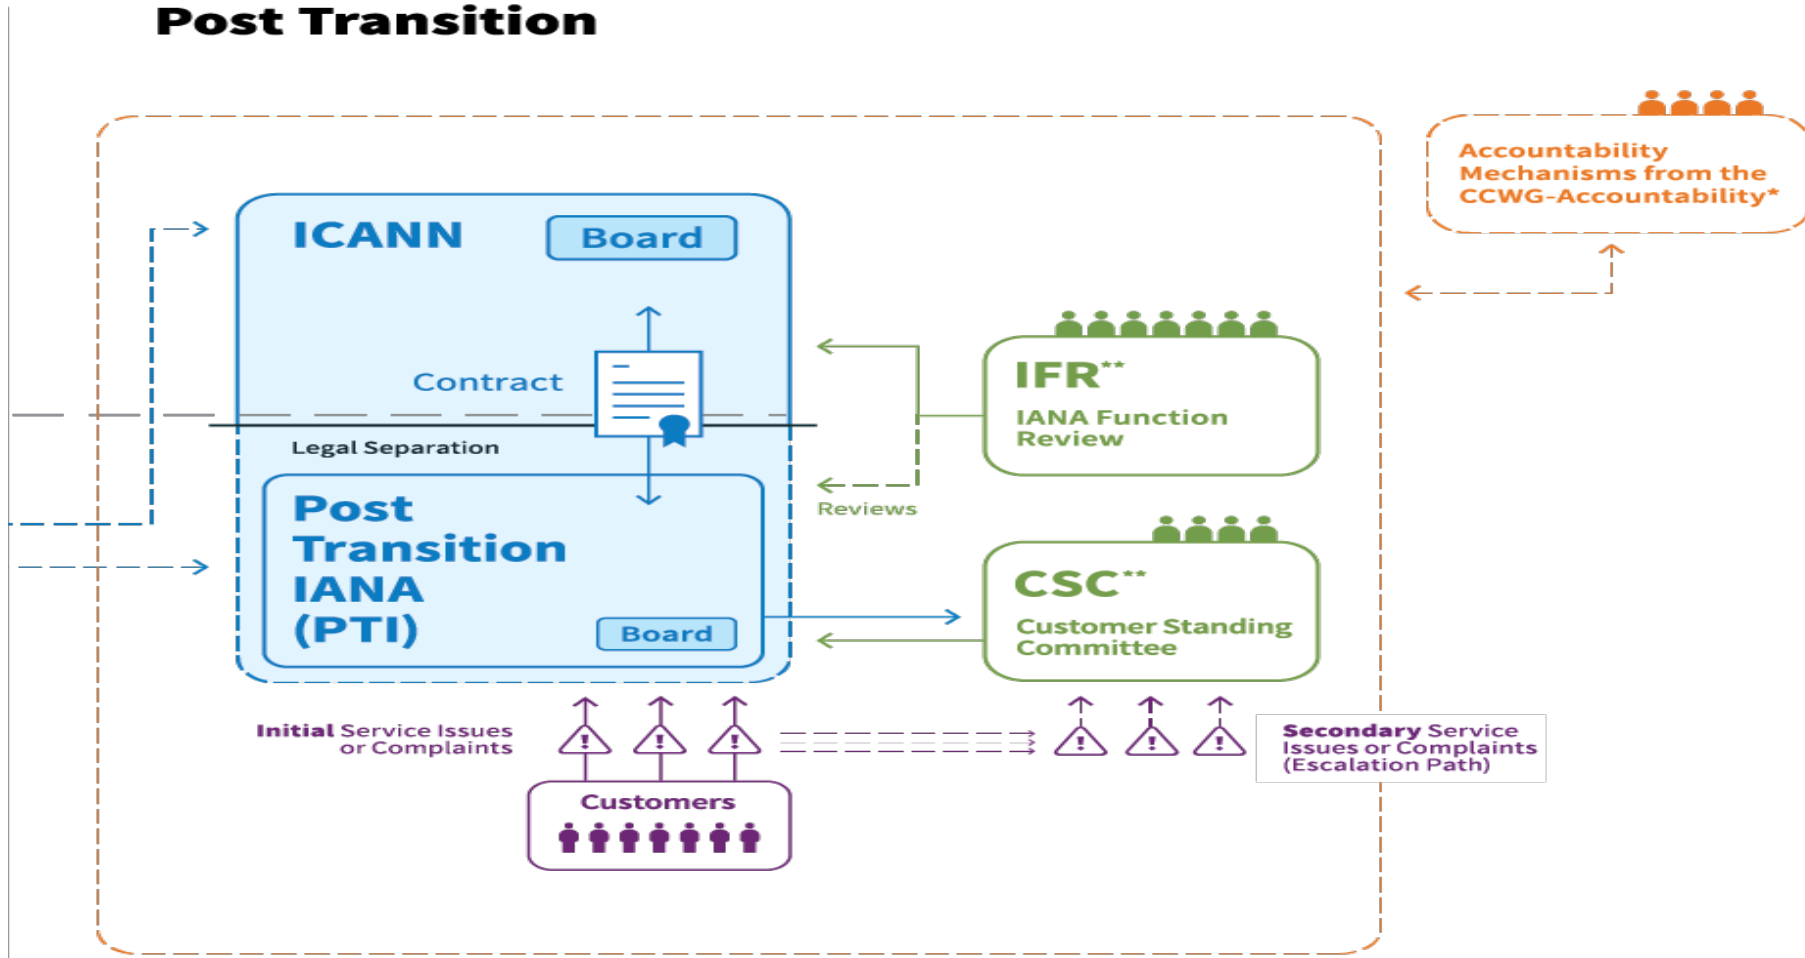 Post Transition
Accountability
Mechanisms from the
CCWG-Accountability*
ICANN
Board
Contract
Legal Separation
IFR**
IANA Function
Review
Reviews
Post
Transition
IANA
(PTI)
Board
CSC**
Customer Standing
Committee
Initial Service Issues
or Complaints
Secondary Service
Issues or Complaints
(Escalation Path)
Customers